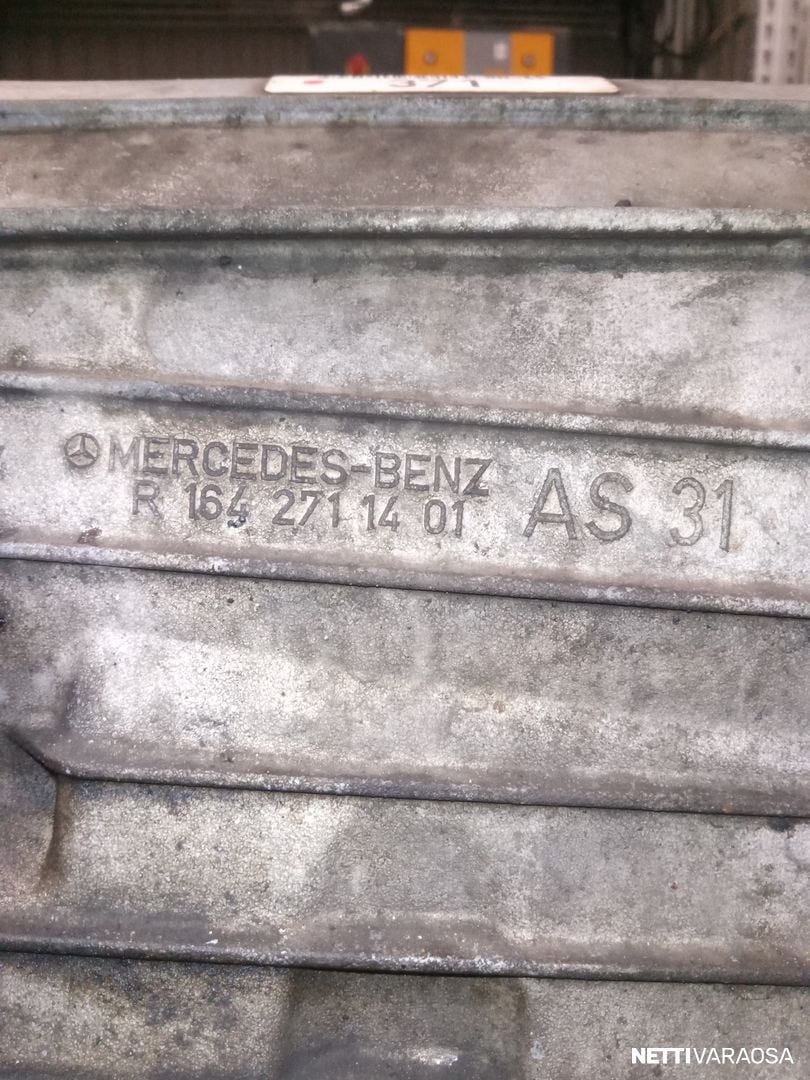 MERCEDES-BENZ
R 164 271 14 01
AS 31
NETTIVARAOSA